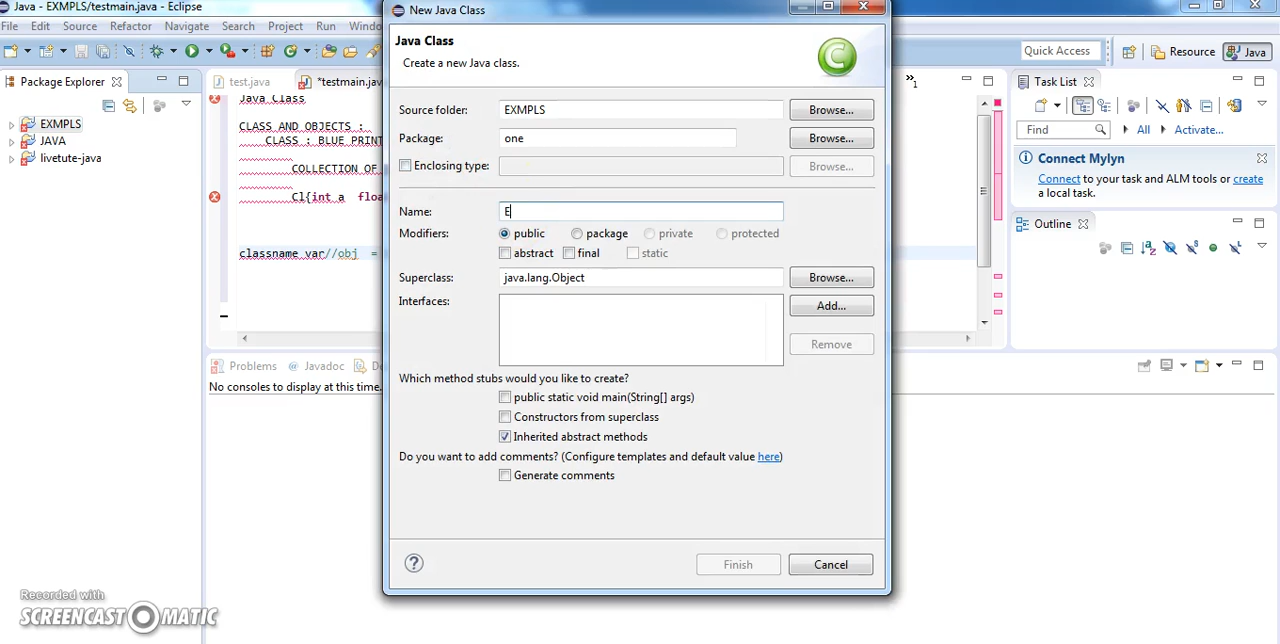 Java - EXMPLS/testmain.java - Eclipse
New Java Class
File Edit Source Refactor Navigate Search Project Run Windo
Java Class
Create a new Java class.
Quick Access
Resource
Java
Package Explorer
test.java
*testmain.jav
Task List
EXMPLS
JAVA
livetute-java
Java Class
CLASS AND OBJECTS :
CLASS : BLUE PRINT
COLLECTION OF
Cl{int a floa
classname var//obj =
Source folder: EXMPLS Browse...
Package: one Browse...
Enclosing type: Browse...
Name: E
Modifiers: public package private protected
abstract final static
Superclass: java.lang.Object Browse...
Interfaces: Add...
Remove
Which method stubs would you like to create?
public static void main(String[] args)
Constructors from superclass
Inherited abstract methods
Do you want to add comments? (Configure templates and default value here)
Generate comments
? Finish Cancel
»1
Find All Activate...
Connect Mylyn
Connect to your task and ALM tools or create
a local task.
Outline
Problems @ Javadoc De
No consoles to display at this time.
Recorded with
SCREENCAST-O-MATIC